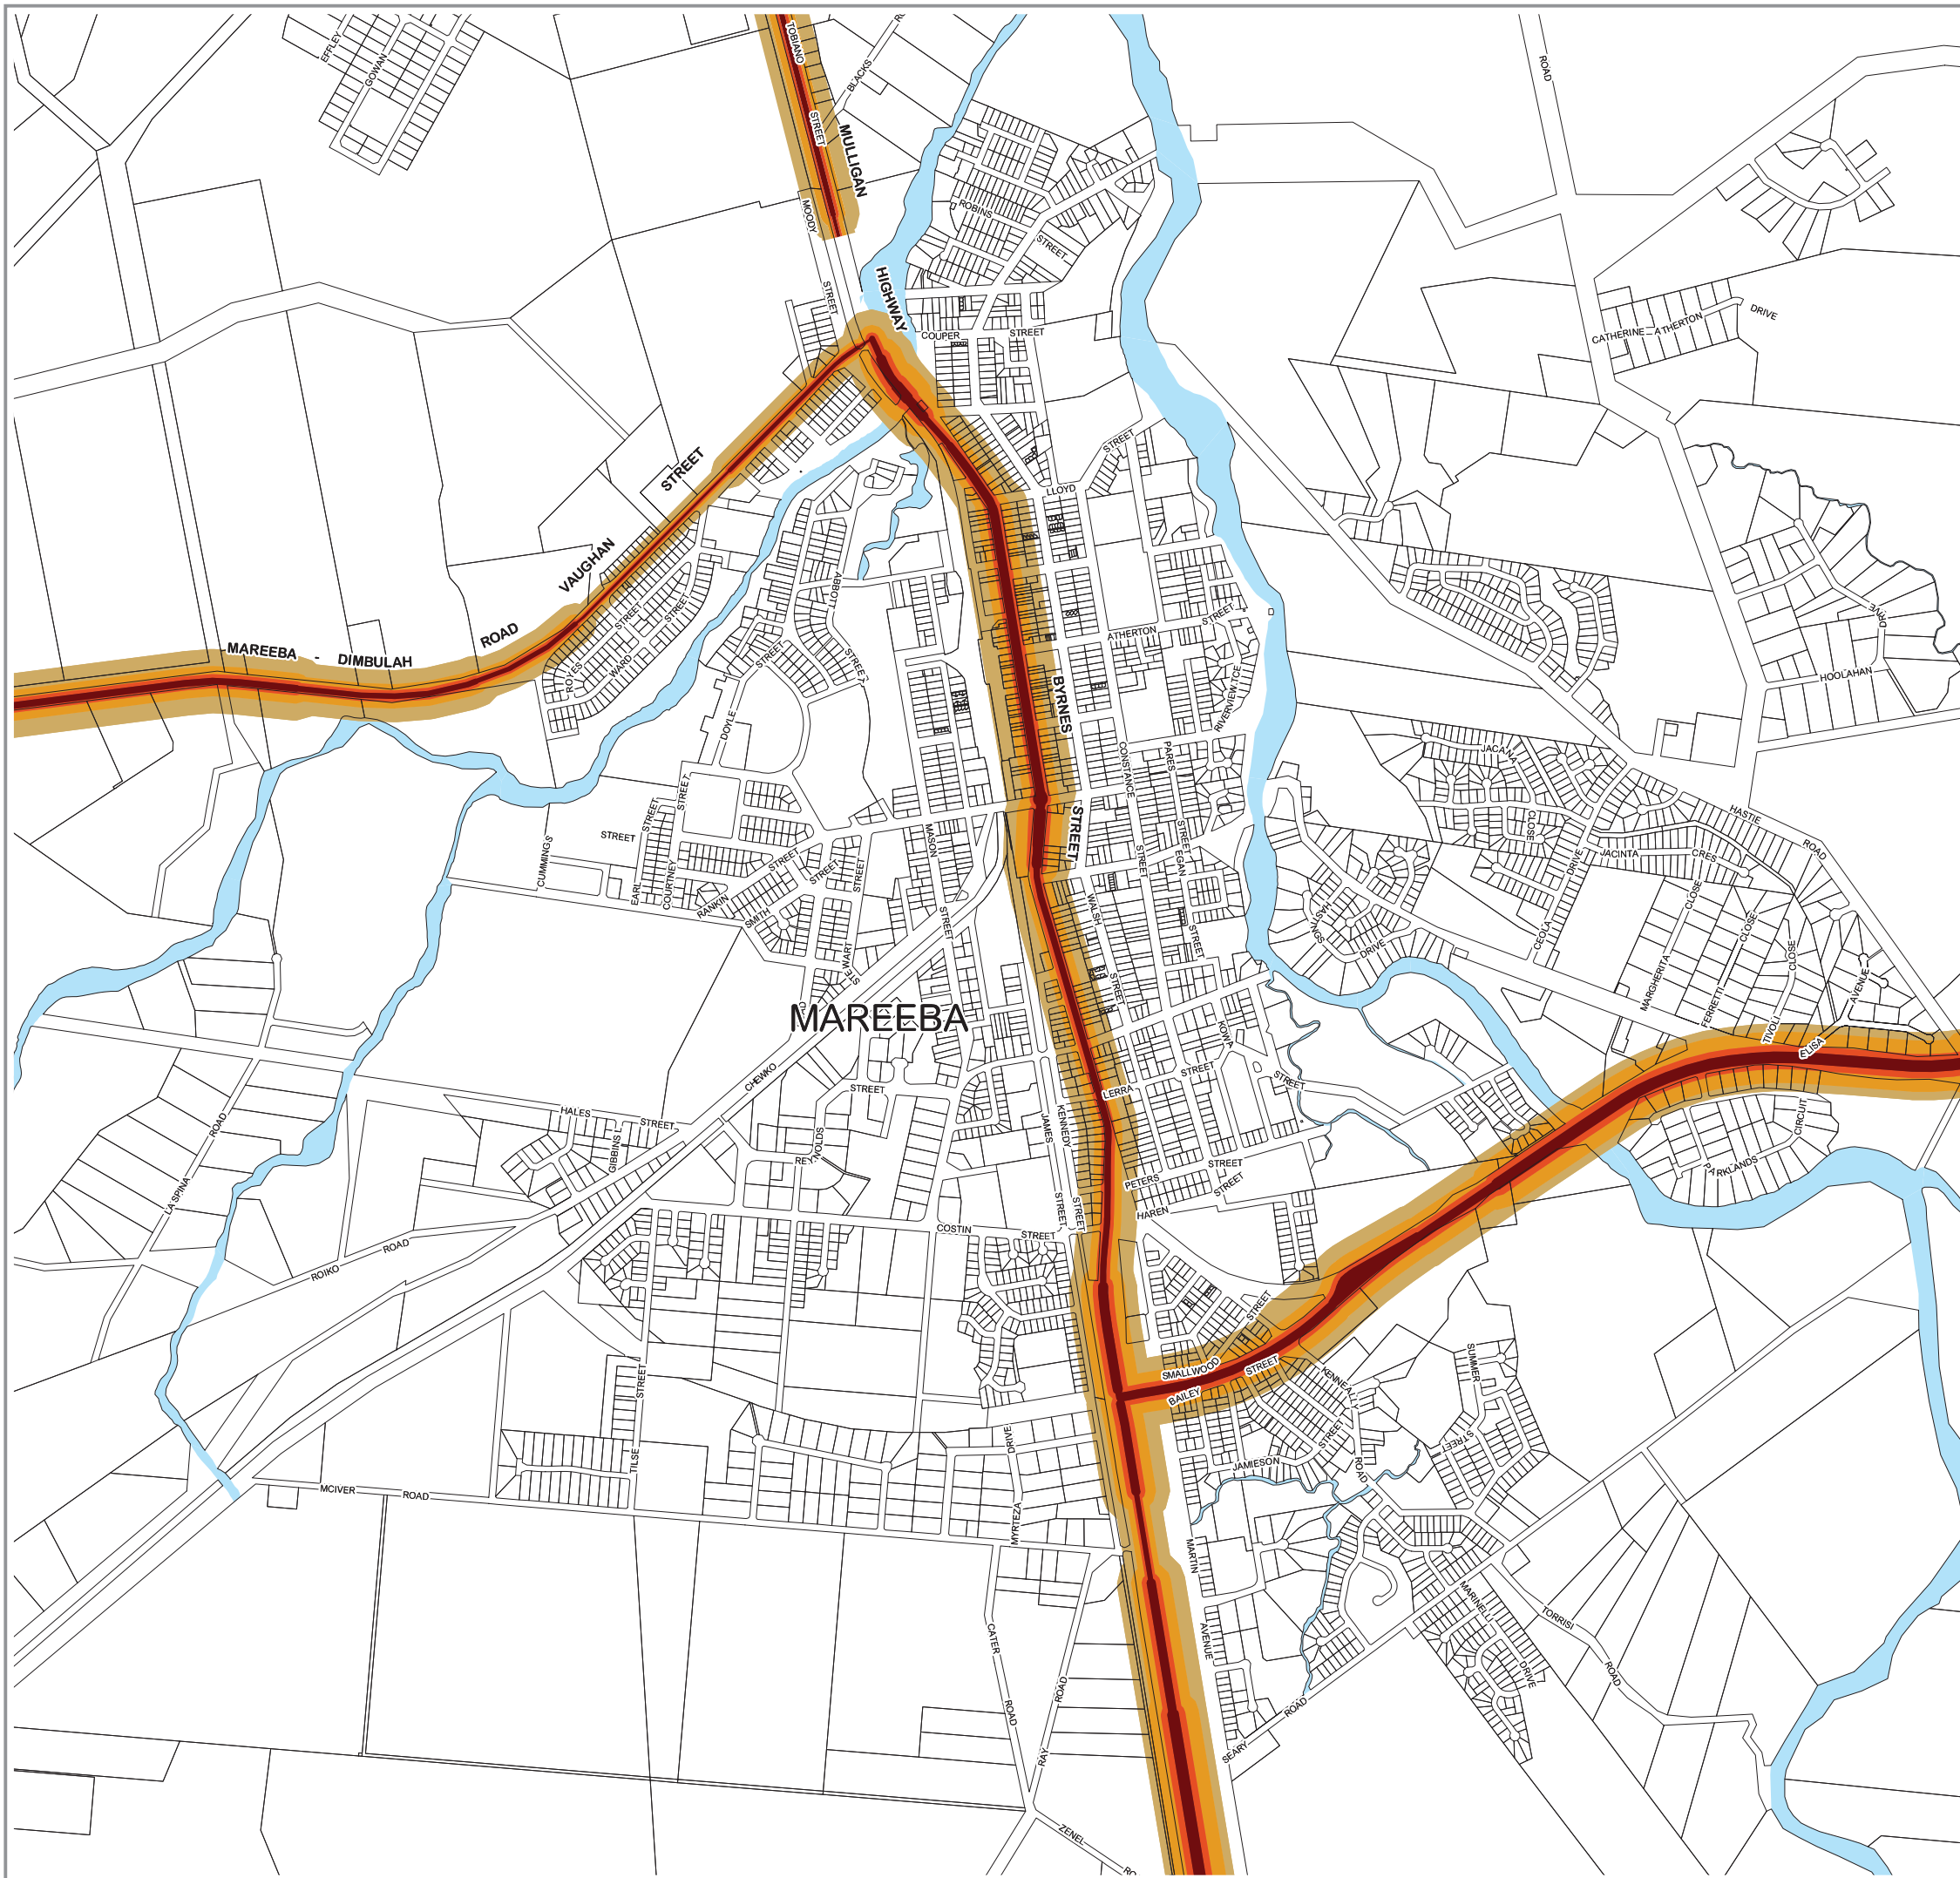 EFFLEY
GOWAN
TOBIANO
STREET
BLACKS
MULLIGAN
HIGHWAY
ROAD
MOODY
STREET
ROBINS
STREET
COUPER STREET
CATHERINE ATHERTON DRIVE
STREET
LLOYD
VAUGHAN STREET
MAREEBA - DIMBULAH ROAD
ROYLES STREET
WARD STREET
ABBOTT
STREET
STREET
DOYLE
STREET
ATHERTON STREET
RIVERVIEW TCE
BYRNES
STREET
CONSTANCE
STREET
PARES
STREET
EGAN
STREET
DRIVE
HOOLAHAN
JACANA
CLOSE
HASTIE
ROAD
JACINTA CRES
DRIVE
CEOLA
CUMMINGS
STREET
STREET
EARL
COURTNEY
RANKIN STREET
SMITH STREET
STREET
STEWART
MASON
STREET
WALSH
STREET
HASTINGS
DRIVE
MARGHERITA CLOSE
FERRETTI CLOSE
TIVOLI CLOSE
AVENUE
ELISA
MAREEBA
KOWA
STREET
LERRA STREET
CHEWKO
STREET
REYNOLDS
HALES STREET
GIBBINS
LA SPINA ROAD
ROIKO ROAD
JAMES
STREET
KENNEDY
STREET
PETERS STREET
HAREN STREET
COSTIN STREET
PARKLANDS CIRCUIT
STREET
SMALLWOOD
BAILEY STREET
KENNEALLY
ROAD
STREET
JAMIESON
SUMMER
STREET
TILSE
STREET
MCIVER ROAD
DRIVE
MYRTEZA
MARTIN
AVENUE
MARINELLI
DRIVE
TORRISI
ROAD
CATER
ROAD
RAY
ROAD
SEARY ROAD
ZENEL